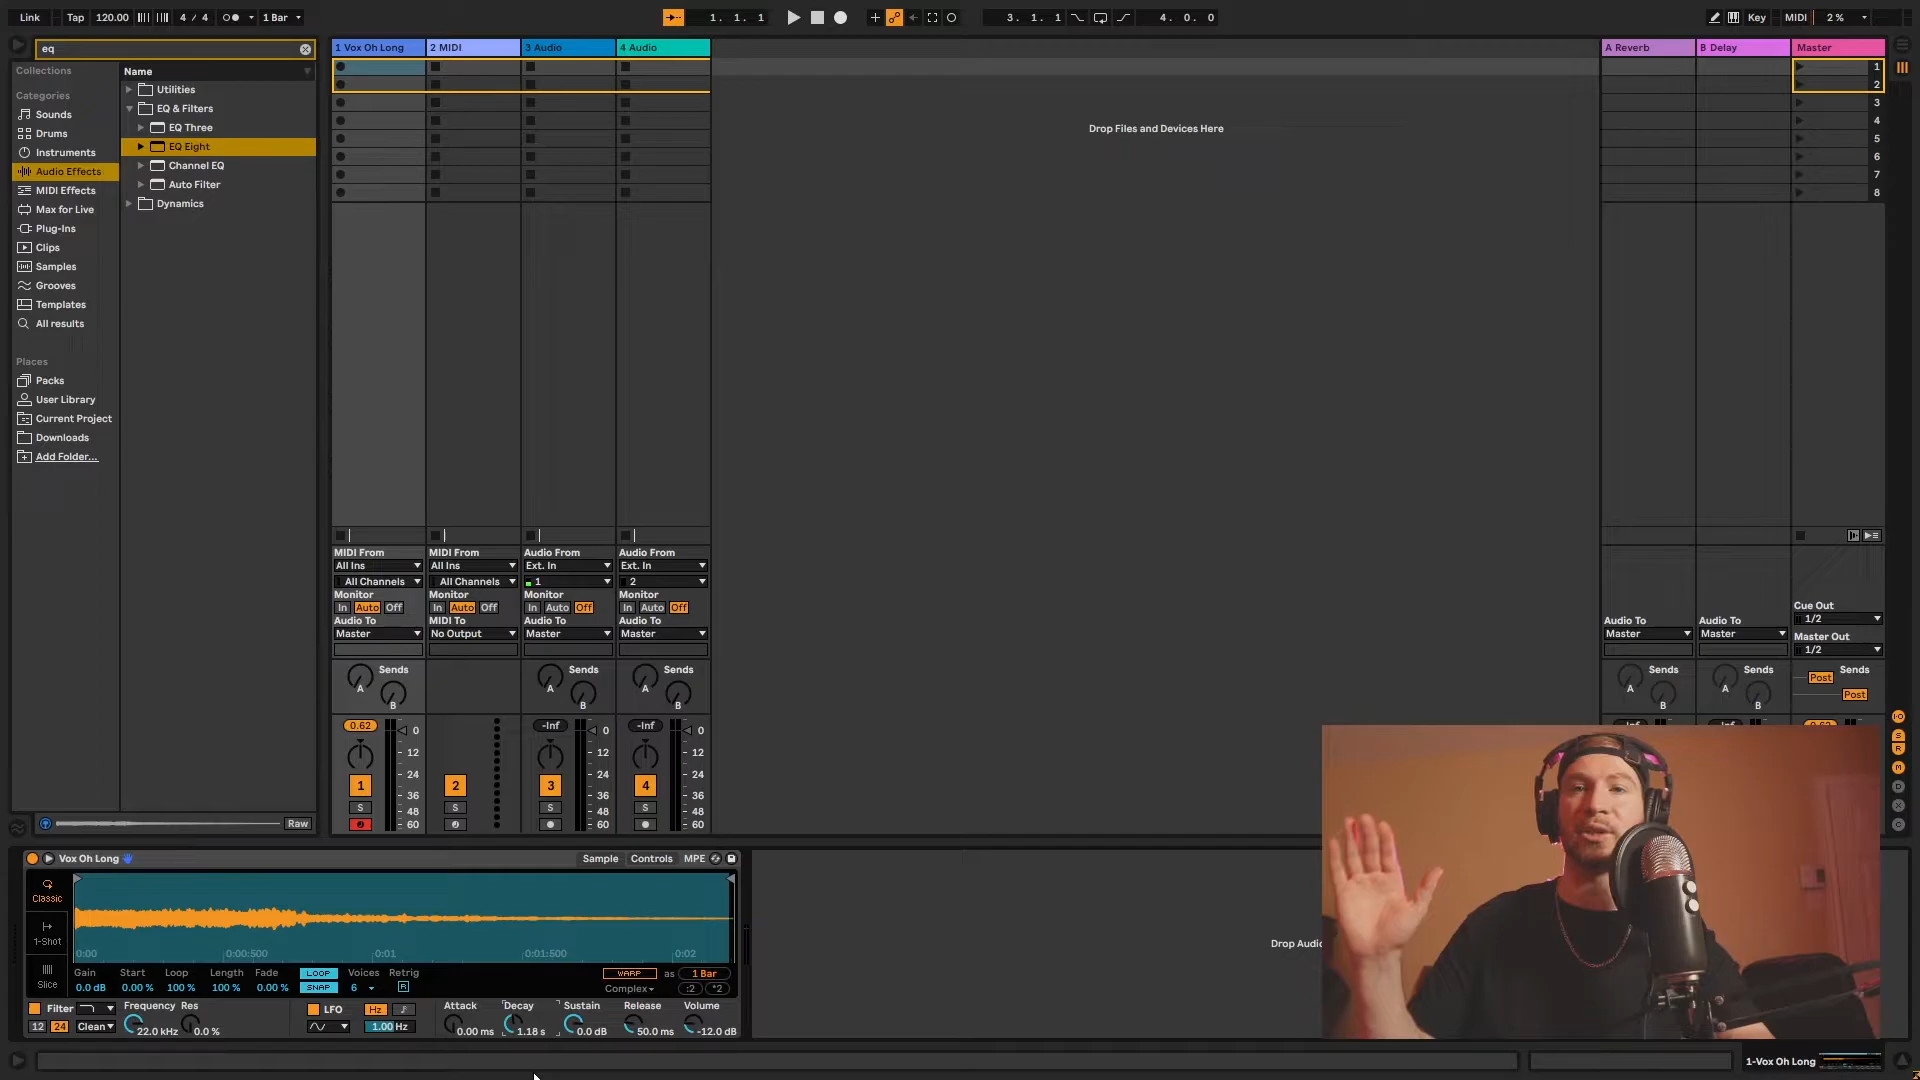 Link Tap 120.00 4 / 4 1 Bar 1. 1. 1 3. 1. 1 4. 0. 0 Key MIDI 2 %
eq
Collections
Categories
Sounds
Drums
Instruments
Audio Effects
MIDI Effects
Max for Live
Plug-Ins
Clips
Samples
Grooves
Templates
All results
Places
Packs
User Library
Current Project
Downloads
Add Folder...
Name
Utilities
EQ & Filters
EQ Three
EQ Eight
Channel EQ
Auto Filter
Dynamics
Raw
1 Vox Oh Long 2 MIDI 3 Audio 4 Audio
Drop Files and Devices Here
A Reverb B Delay Master
1
2
3
4
5
6
7
8
MIDI From MIDI From Audio From Audio From
All Ins All Ins Ext. In Ext. In
All Channels All Channels 1 2
Monitor Monitor Monitor Monitor
In Auto Off In Auto Off In Auto Off In Auto Off
Audio To MIDI To Audio To Audio To
Master No Output Master Master
Cue Out
1/2
Audio To Audio To Master Out
Master Master 1/2
Sends Sends Sends Sends Sends Sends
A A A A A Post
B B B B B Post
0.62 -Inf -Inf
0 0 0
12 12 12
24 24 24
1 2 3 4
36 36 36
S S S S
48 48 48
60 60 60
S
R
M
D
X
C
Vox Oh Long Sample Controls MPE
Classic
1-Shot
Slice
0:00 0:00:500 0:01 0:01:500 0:02
Gain Start Loop Length Fade LOOP Voices Retrig WARP as 1 Bar
0.0 dB 0.00 % 100 % 100 % 0.00 % SNAP 6 R Complex :2 *2
Filter Frequency Res LFO Hz Attack Decay Sustain Release Volume
12 24 Clean 22.0 kHz 0.0 % 1.00 Hz 0.00 ms 1.18 s 0.0 dB 50.0 ms -12.0 dB
Drop Audio
1-Vox Oh Long